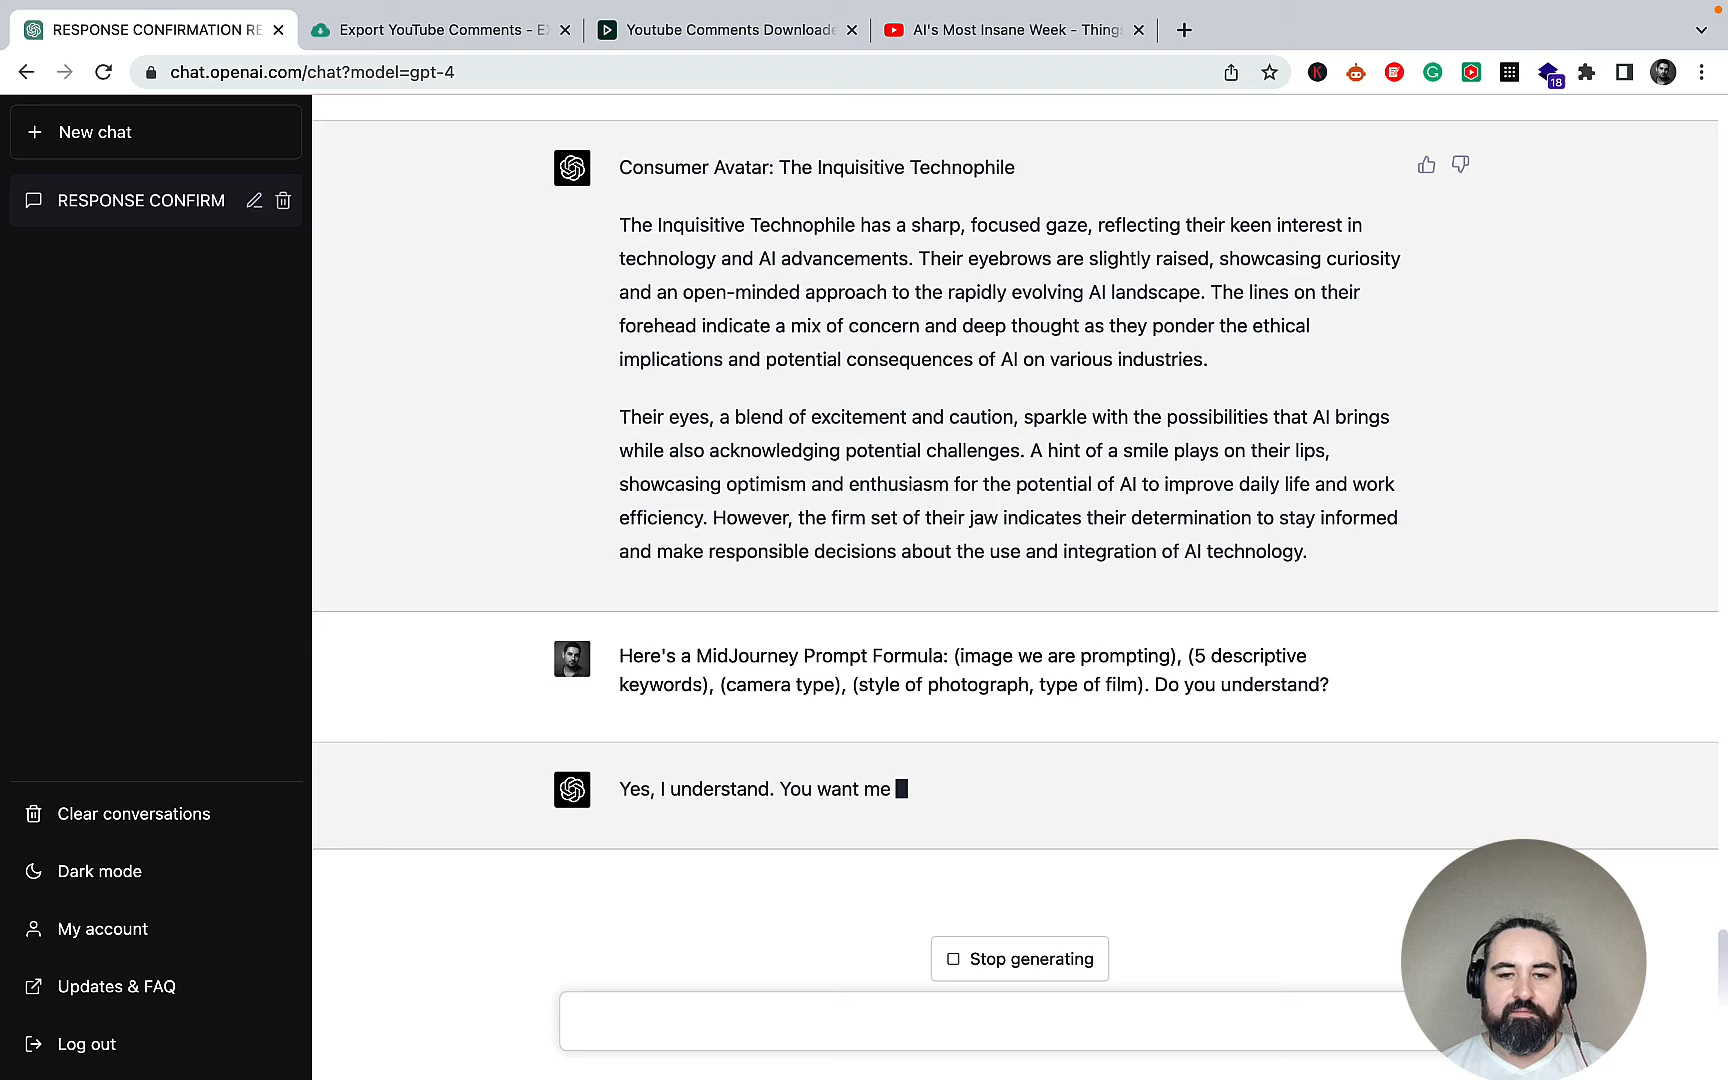 RESPONSE CONFIRMATION RE
Export YouTube Comments - EX
Youtube Comments Downloade
AI's Most Insane Week - Things
chat.openai.com/chat?model=gpt-4
18
New chat
RESPONSE CONFIRM
Consumer Avatar: The Inquisitive Technophile
The Inquisitive Technophile has a sharp, focused gaze, reflecting their keen interest in
technology and AI advancements. Their eyebrows are slightly raised, showcasing curiosity
and an open-minded approach to the rapidly evolving AI landscape. The lines on their
forehead indicate a mix of concern and deep thought as they ponder the ethical
implications and potential consequences of AI on various industries.
Their eyes, a blend of excitement and caution, sparkle with the possibilities that AI brings
while also acknowledging potential challenges. A hint of a smile plays on their lips,
showcasing optimism and enthusiasm for the potential of AI to improve daily life and work
efficiency. However, the firm set of their jaw indicates their determination to stay informed
and make responsible decisions about the use and integration of AI technology.
Here's a MidJourney Prompt Formula: (image we are prompting), (5 descriptive
keywords), (camera type), (style of photograph, type of film). Do you understand?
Yes, I understand. You want me
Stop generating
Clear conversations
Dark mode
My account
Updates & FAQ
Log out